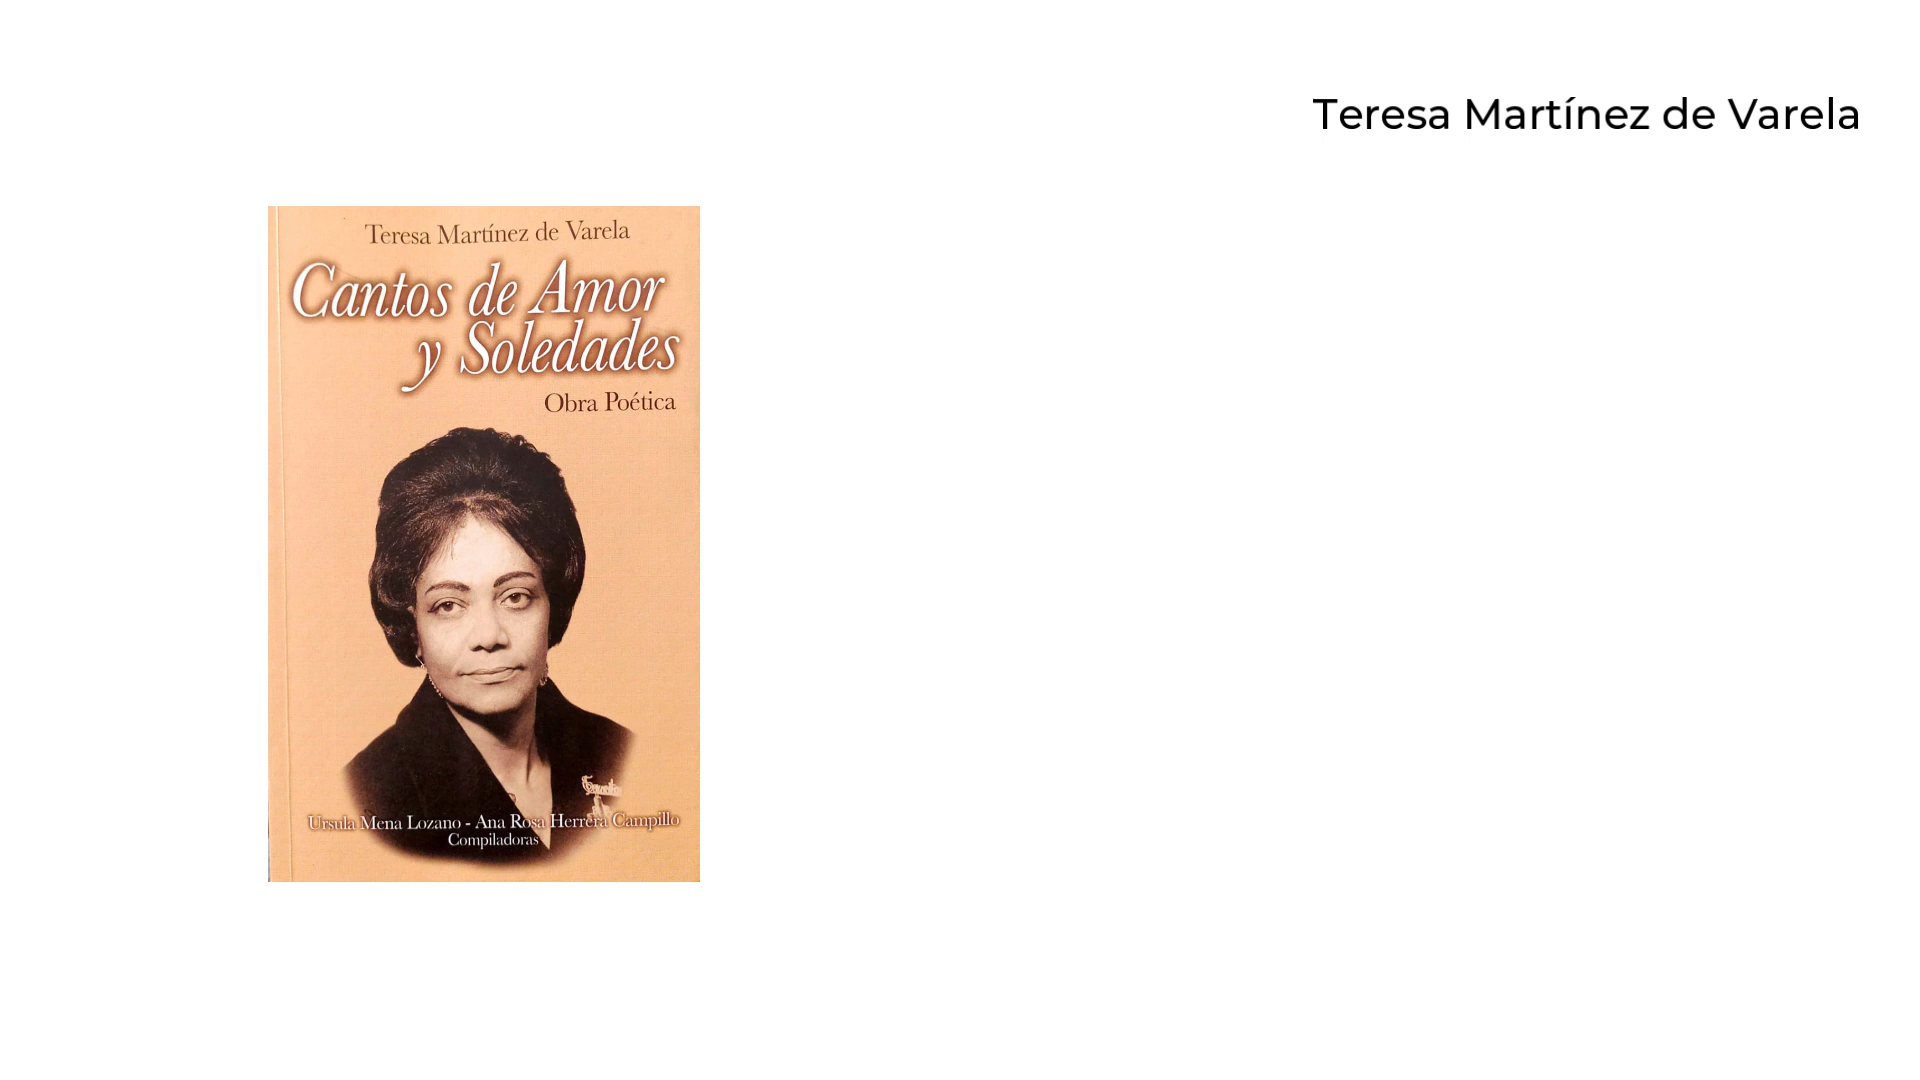 Teresa Martínez de Varela
Teresa Martínez de Varela
Cantos de Amor
y Soledades
Obra Poética
Ursula Mena Lozano - Ana Rosa Herrera Campillo
Compiladoras